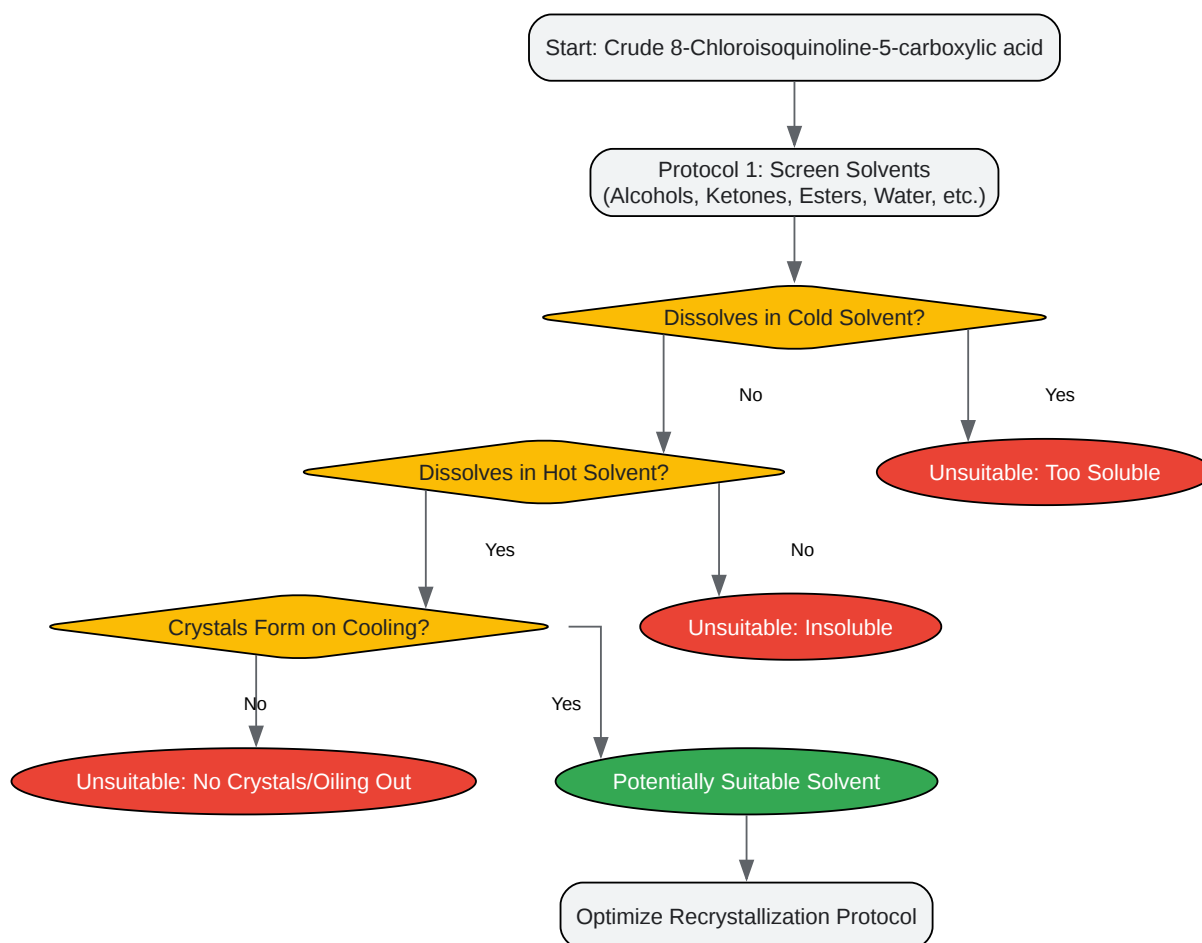 Start: Crude 8-Chloroisoquinoline-5-carboxylic acid
Protocol 1: Screen Solvents
(Alcohols, Ketones, Esters, Water, etc.)
Dissolves in Cold Solvent?
No
Yes
Dissolves in Hot Solvent?
Unsuitable: Too Soluble
Yes
No
Crystals Form on Cooling?
Unsuitable: Insoluble
No
Yes
Unsuitable: No Crystals/Oiling Out
Potentially Suitable Solvent
Optimize Recrystallization Protocol